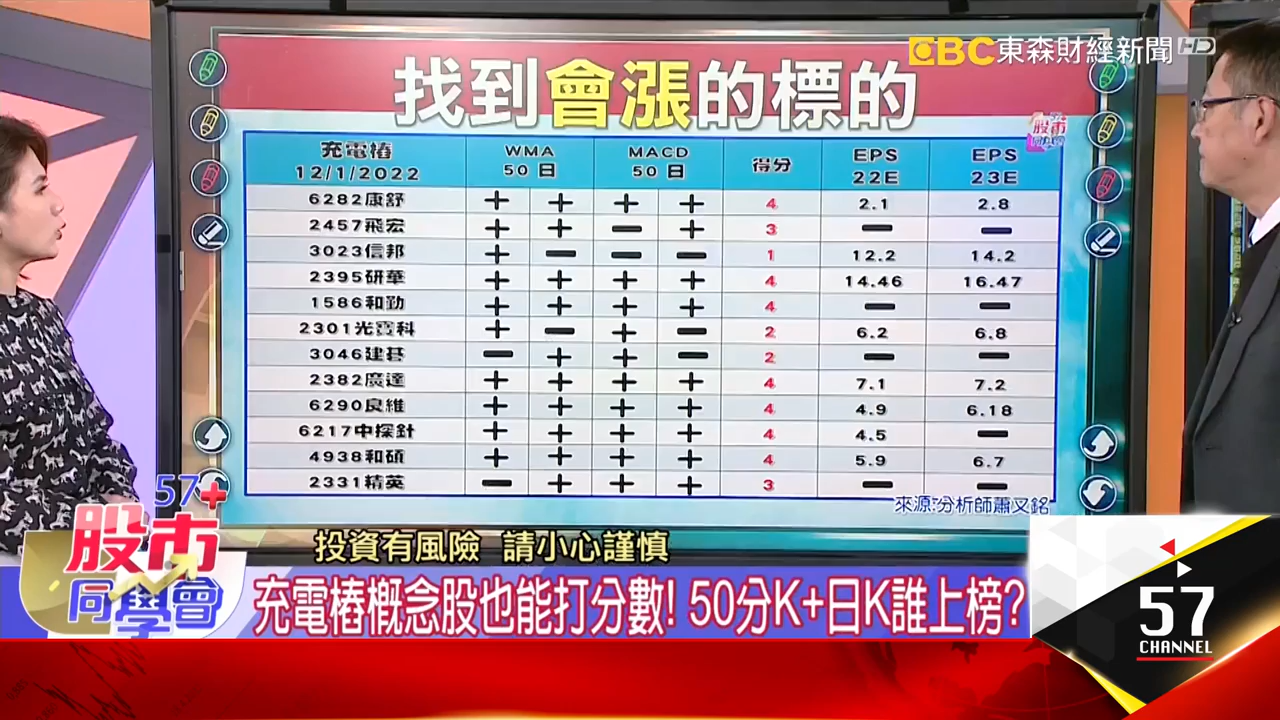 EBC 東森財經新聞 HD
找到會漲的標的
股市
充電樁 WMA MACD 得分 EPS EPS
12/1/2022 50 日 50 日 22E 23E
6282康舒 + + + + 4 2.1 2.8
2457飛宏 + + - + 3 - -
3023信邦 + - - - 1 12.2 14.2
2395研華 + + + + 4 14.46 16.47
1586和勤 + + + + 4 - -
2301光寶科 + - + - 2 6.2 6.8
3046建碁 - + + - 2 - -
2382廣達 + + + + 4 7.1 7.2
6290良維 + + + + 4 4.9 6.18
6217中探針 + + + + 4 4.5 -
4938和碩 + + + + 4 5.9 6.7
2331精英 - + + + 3 - -
來源:分析師蕭又銘
57+
股市
同學會
投資有風險 請小心謹慎
充電樁概念股也能打分數! 50分K+日K誰上榜?
57
CHANNEL